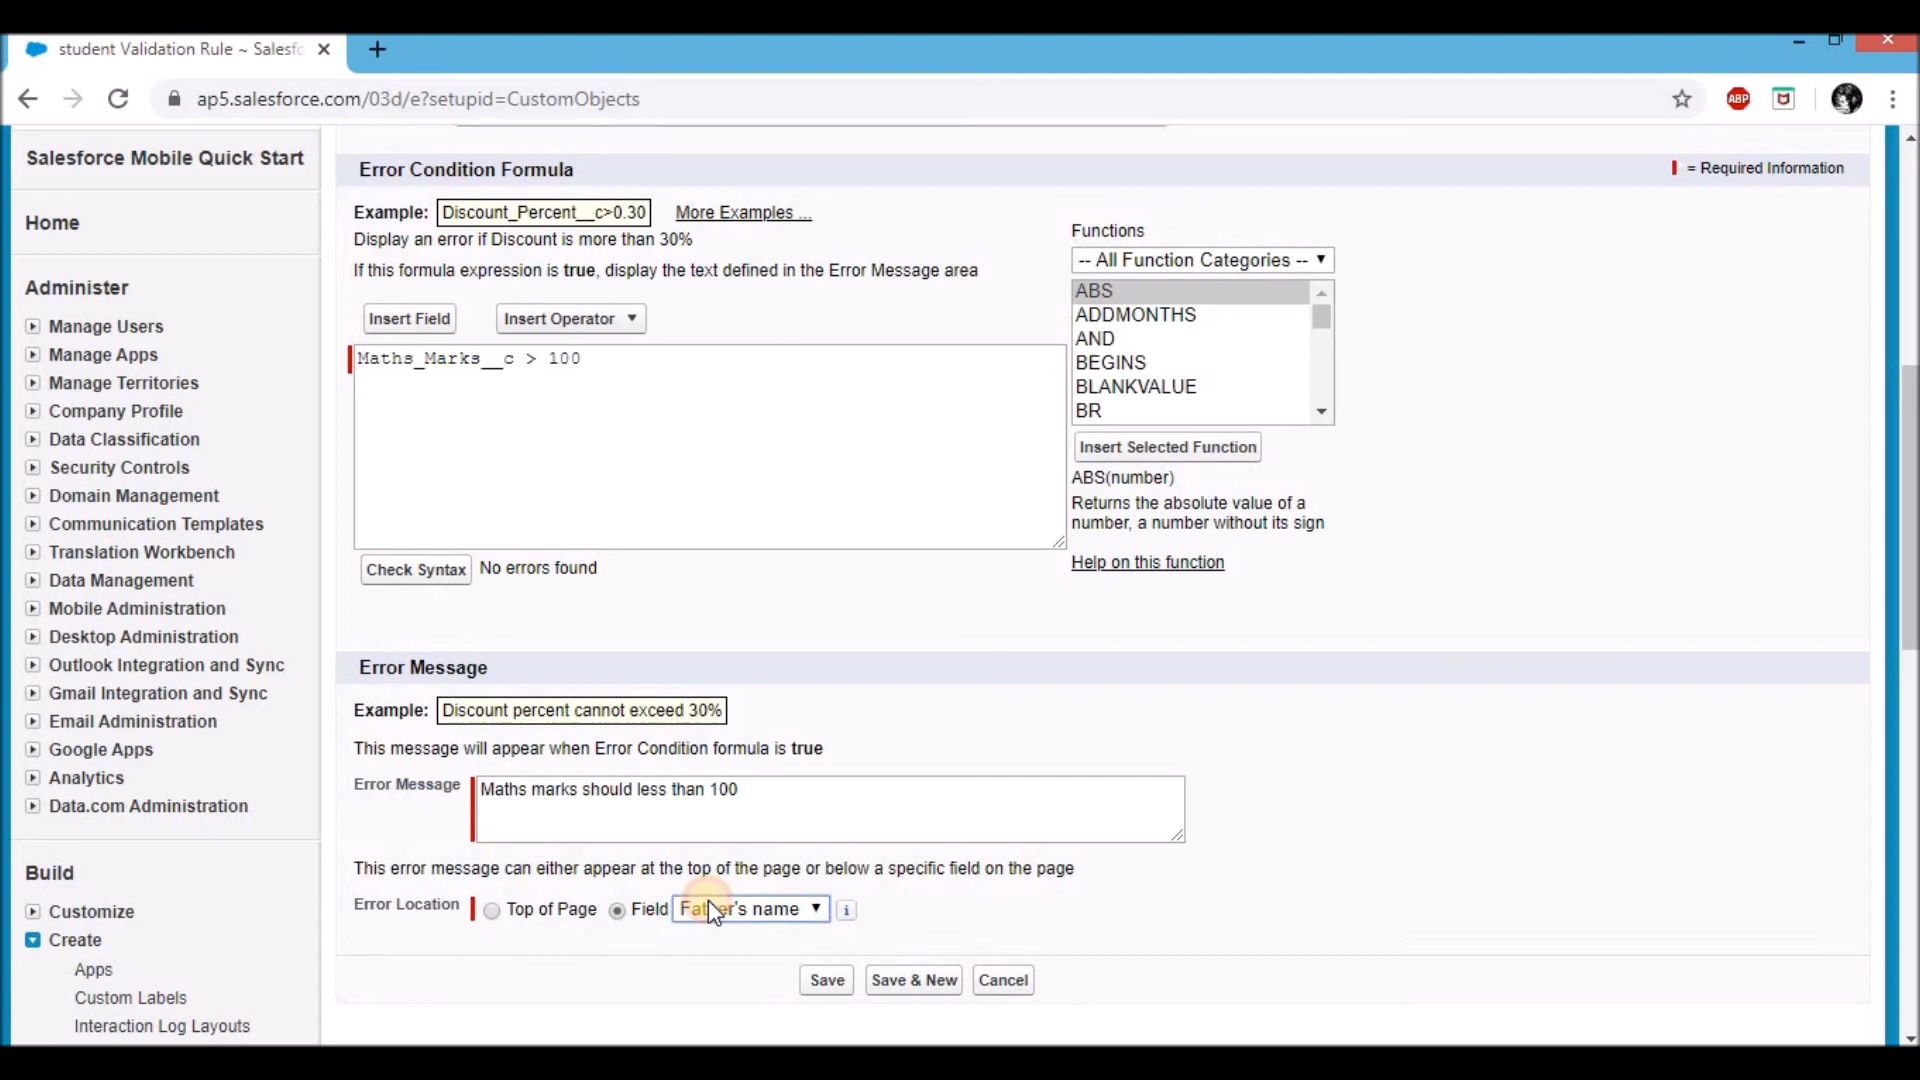 student Validation Rule ~ Salesfo
ap5.salesforce.com/03d/e?setupid=CustomObjects
ABP
Salesforce Mobile Quick Start
Home
Administer
Manage Users
Manage Apps
Manage Territories
Company Profile
Data Classification
Security Controls
Domain Management
Communication Templates
Translation Workbench
Data Management
Mobile Administration
Desktop Administration
Outlook Integration and Sync
Gmail Integration and Sync
Email Administration
Google Apps
Analytics
Data.com Administration
Build
Customize
Create
Apps
Custom Labels
Interaction Log Layouts
Error Condition Formula
= Required Information
Example: Discount_Percent__c>0.30 More Examples ...
Display an error if Discount is more than 30%
If this formula expression is true, display the text defined in the Error Message area
Insert Field Insert Operator
Maths_Marks__c > 100
Functions
-- All Function Categories --
ABS
ADDMONTHS
AND
BEGINS
BLANKVALUE
BR
Insert Selected Function
ABS(number)
Returns the absolute value of a
number, a number without its sign
Help on this function
Check Syntax No errors found
Error Message
Example: Discount percent cannot exceed 30%
This message will appear when Error Condition formula is true
Error Message Maths marks should less than 100
This error message can either appear at the top of the page or below a specific field on the page
Error Location Top of Page Field Father's name i
Save Save & New Cancel